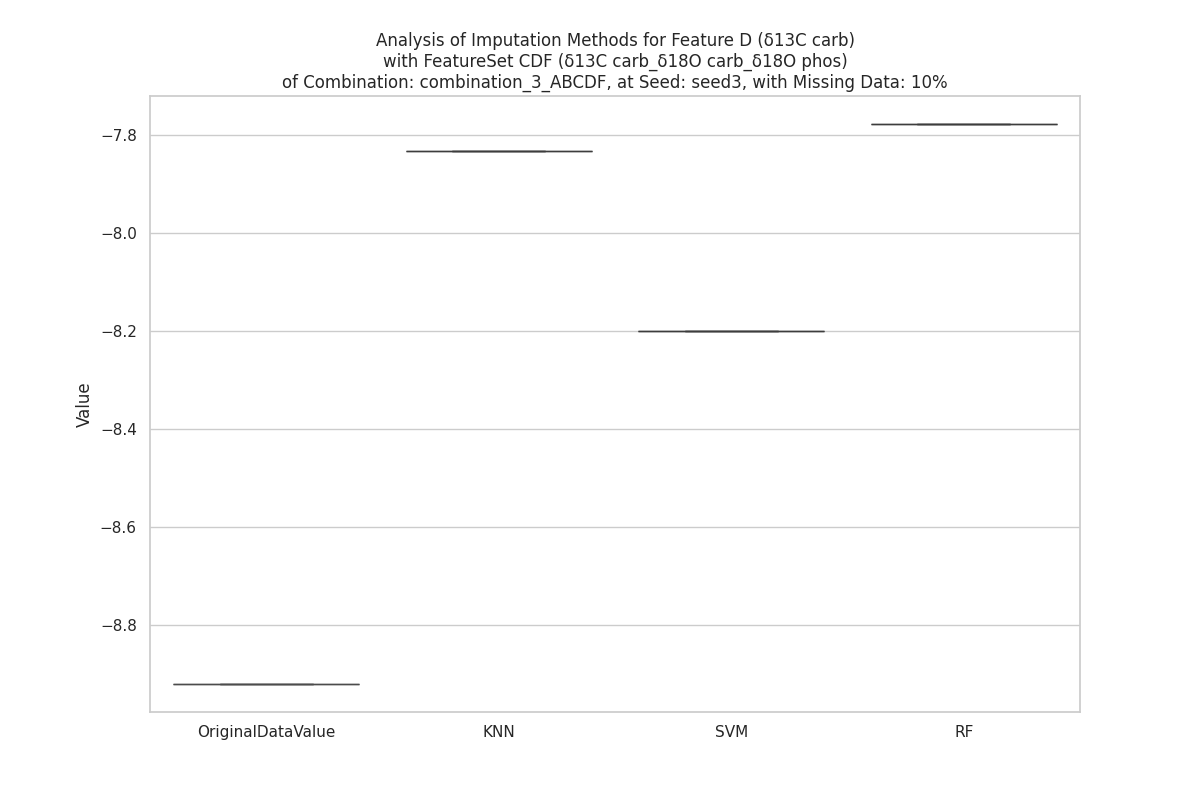 Analysis of Imputation Methods for Feature D (δ13C carb)
with FeatureSet CDF (δ13C carb_δ18O carb_δ18O phos)
of Combination: combination_3_ABCDF, at Seed: seed3, with Missing Data: 10%
−7.8
−8.0
−8.2
−8.4
−8.6
−8.8
Value
OriginalDataValue
KNN
SVM
RF